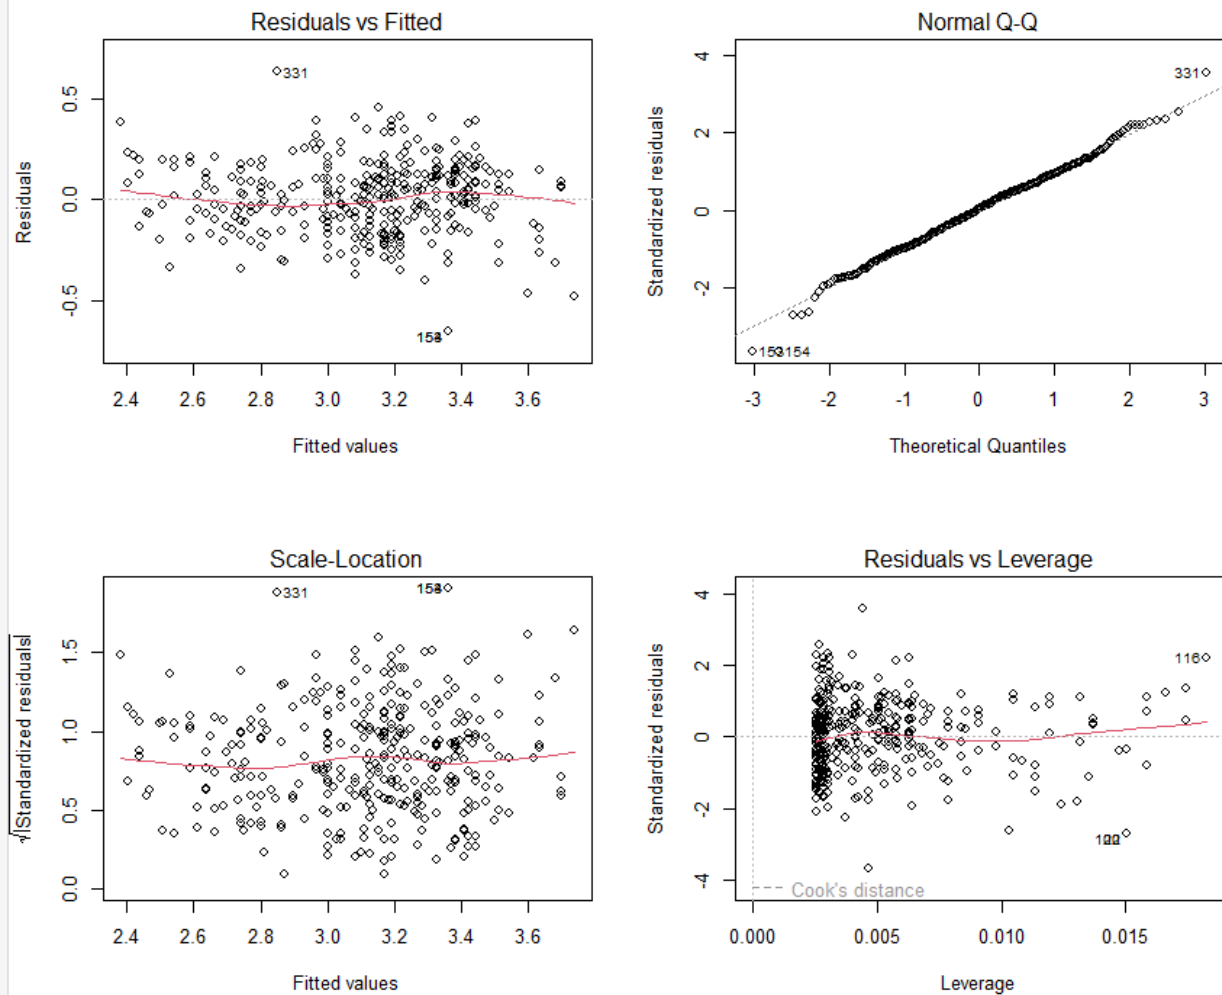 Residuals vs Fitted
Residuals
0.5
0.0
-0.5
331
2.4 2.6 2.8 3.0 3.2 3.4 3.6
Fitted values
Normal Q-Q
Standardized residuals
4
2
0
-2
331
154
-3 -2 -1 0 1 2 3
Theoretical Quantiles
Scale-Location
√|Standardized residuals|
1.5
1.0
0.5
0.0
331
2.4 2.6 2.8 3.0 3.2 3.4 3.6
Fitted values
Residuals vs Leverage
Standardized residuals
4
2
0
-2
-4
116
Cook's distance
0.000 0.005 0.010 0.015
Leverage